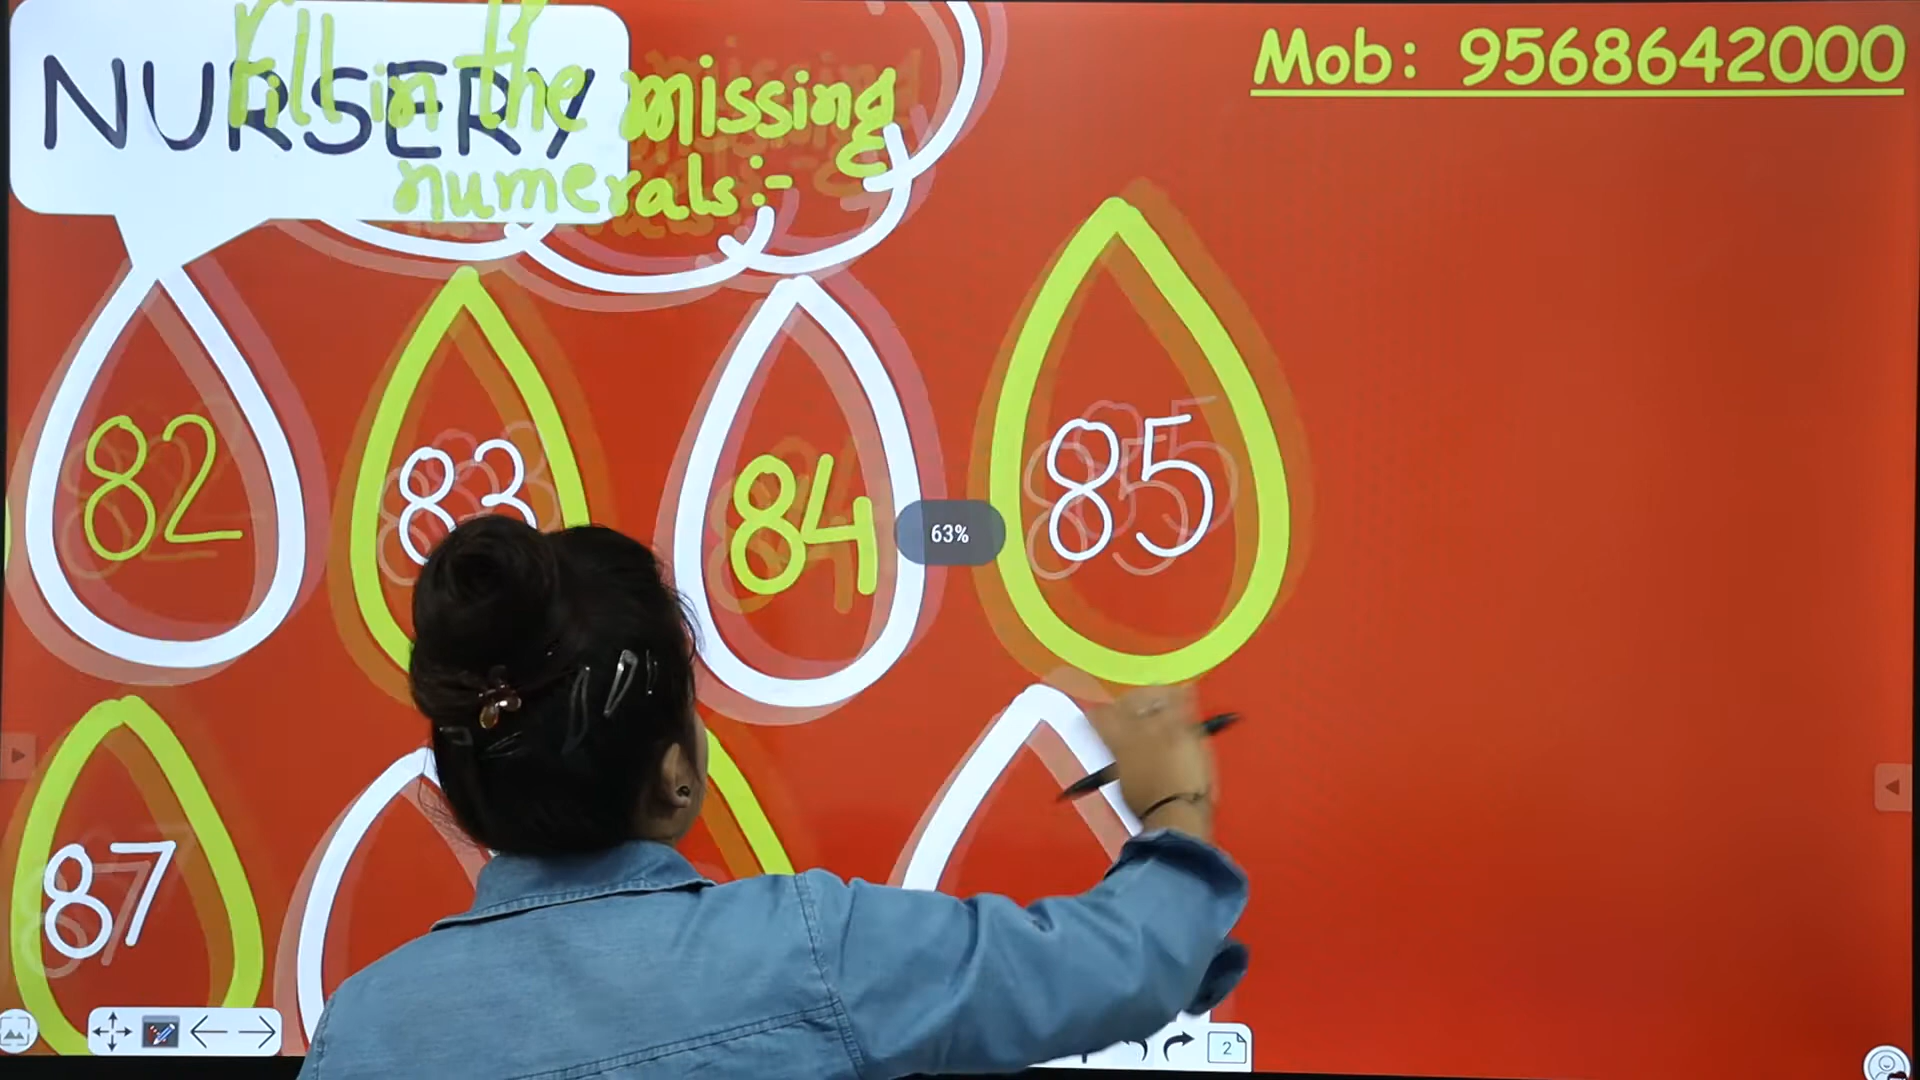 Mob: 9568642000
NURSERY
Fill in the missing
numerals:-
82 83 84 85
63%
87
2